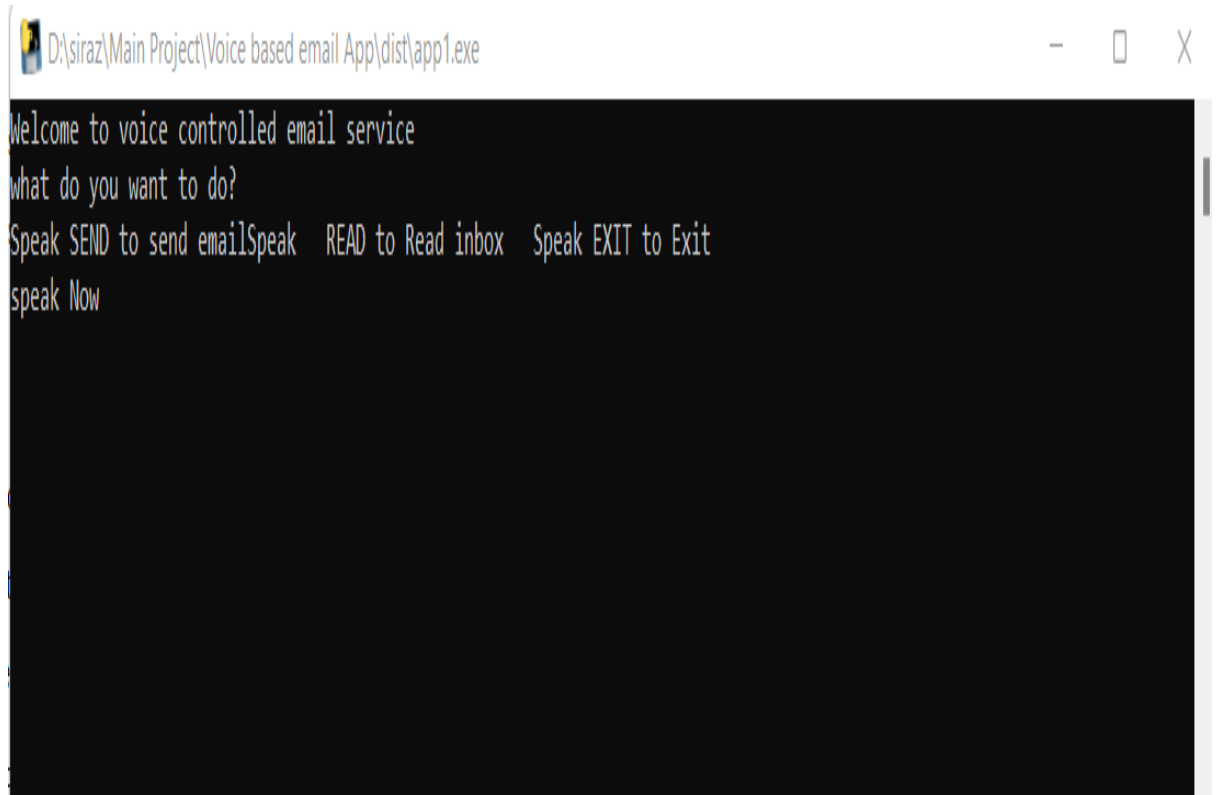 D:\siraz\Main Project\Voice based email App\dist\app1.exe
Welcome to voice controlled email service
what do you want to do?
Speak SEND to send emailSpeak   READ to Read inbox   Speak EXIT to Exit
speak Now